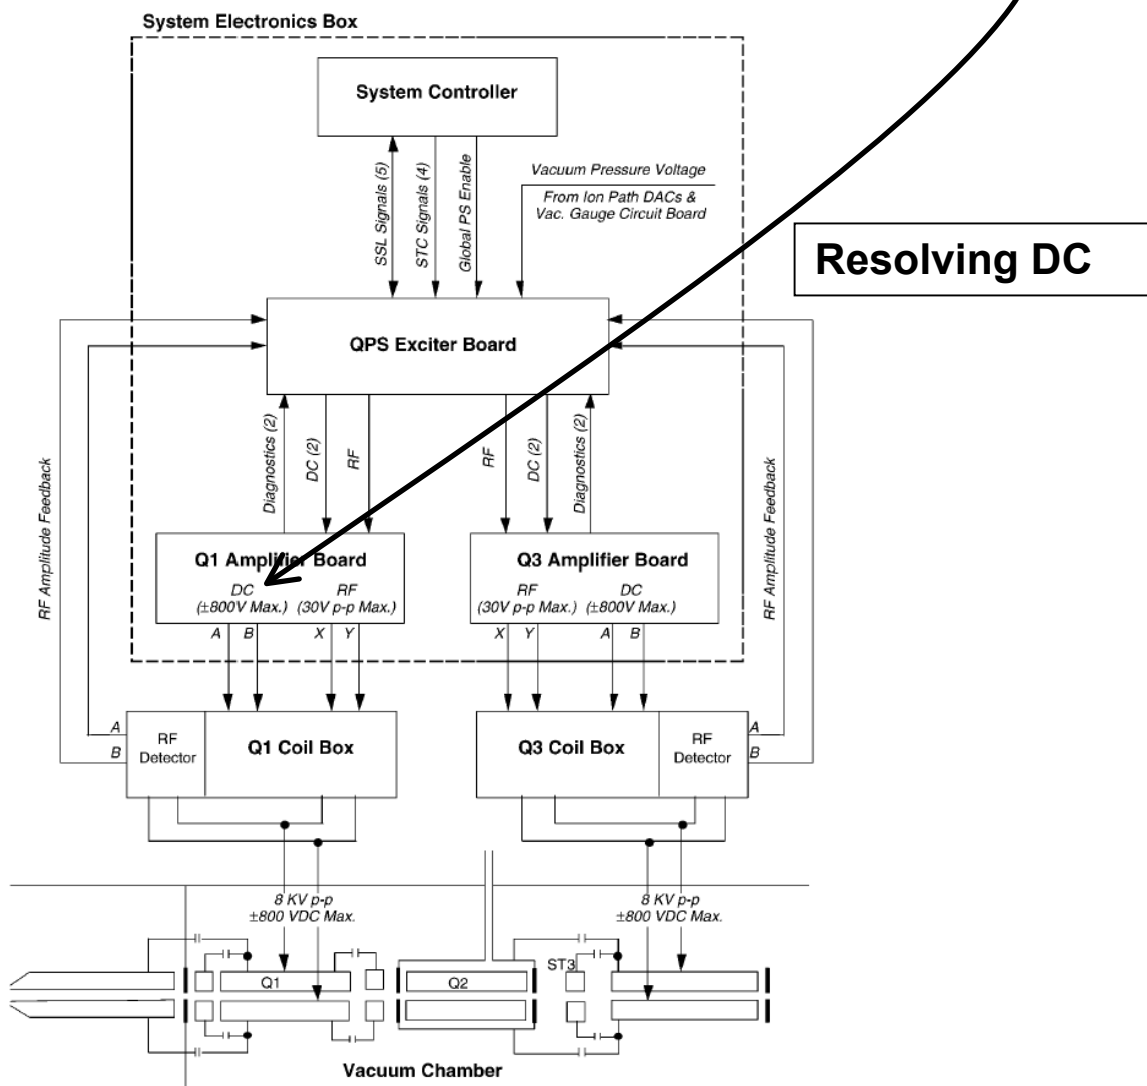 System Electronics Box
System Controller
SSL Signals (5)
STC Signals (4)
Global PS Enable
Vacuum Pressure Voltage
From Ion Path DACs &
Vac. Gauge Circuit Board
Resolving DC
QPS Exciter Board
Diagnostics (2)
DC (2)
RF
RF
DC (2)
Diagnostics (2)
RF Amplitude Feedback
RF Amplitude Feedback
Q1 Amplifier Board
DC
(±800V Max.)
RF
(30V p-p Max.)
Q3 Amplifier Board
RF
(30V p-p Max.)
DC
(±800V Max.)
A B X Y
X Y A B
A
B
RF
Detector
Q1 Coil Box
Q3 Coil Box
RF
Detector
A
B
8 KV p-p
±800 VDC Max.
8 KV p-p
±800 VDC Max.
Q1
Q2
ST3
Vacuum Chamber